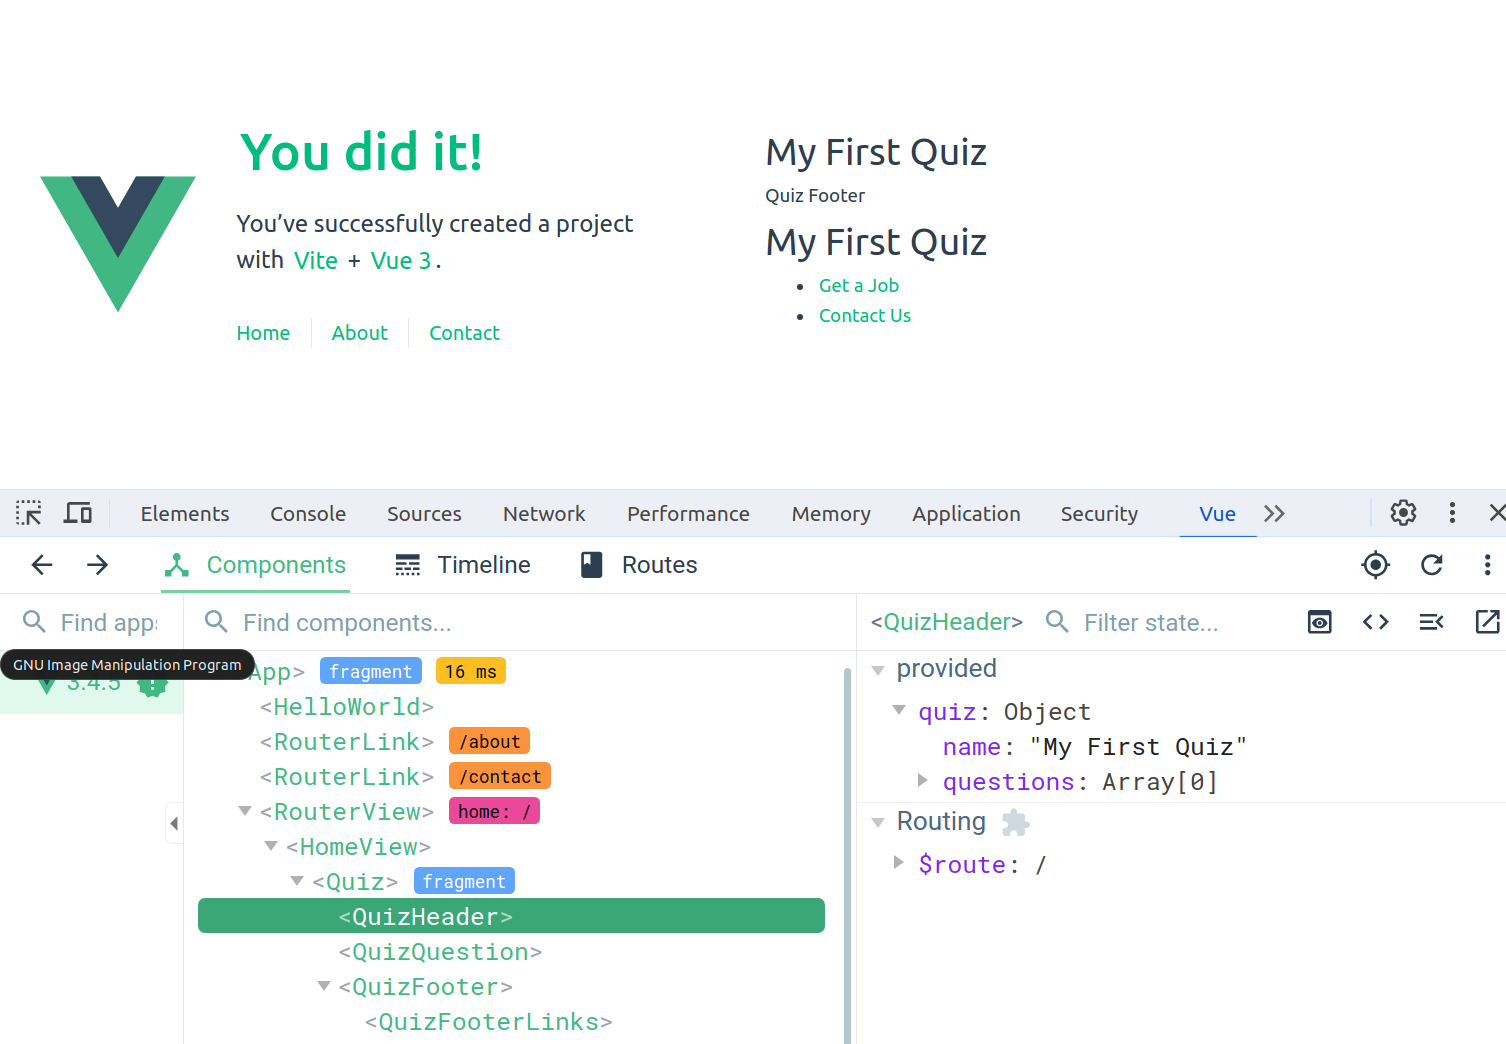 You did it!
You’ve successfully created a project
with Vite + Vue 3.
Home About Contact
My First Quiz
Quiz Footer
My First Quiz
Get a Job
Contact Us
Elements Console Sources Network Performance Memory Application Security Vue
Components Timeline Routes
Find apps
Find components...
<QuizHeader> Filter state...
GNU Image Manipulation Program
3.4.5
App> fragment 16 ms
<HelloWorld>
<RouterLink> /about
<RouterLink> /contact
<RouterView> home: /
<HomeView>
<Quiz> fragment
<QuizHeader>
<QuizQuestion>
<QuizFooter>
<QuizFooterLinks>
provided
quiz: Object
name: "My First Quiz"
questions: Array[0]
Routing
$route: /